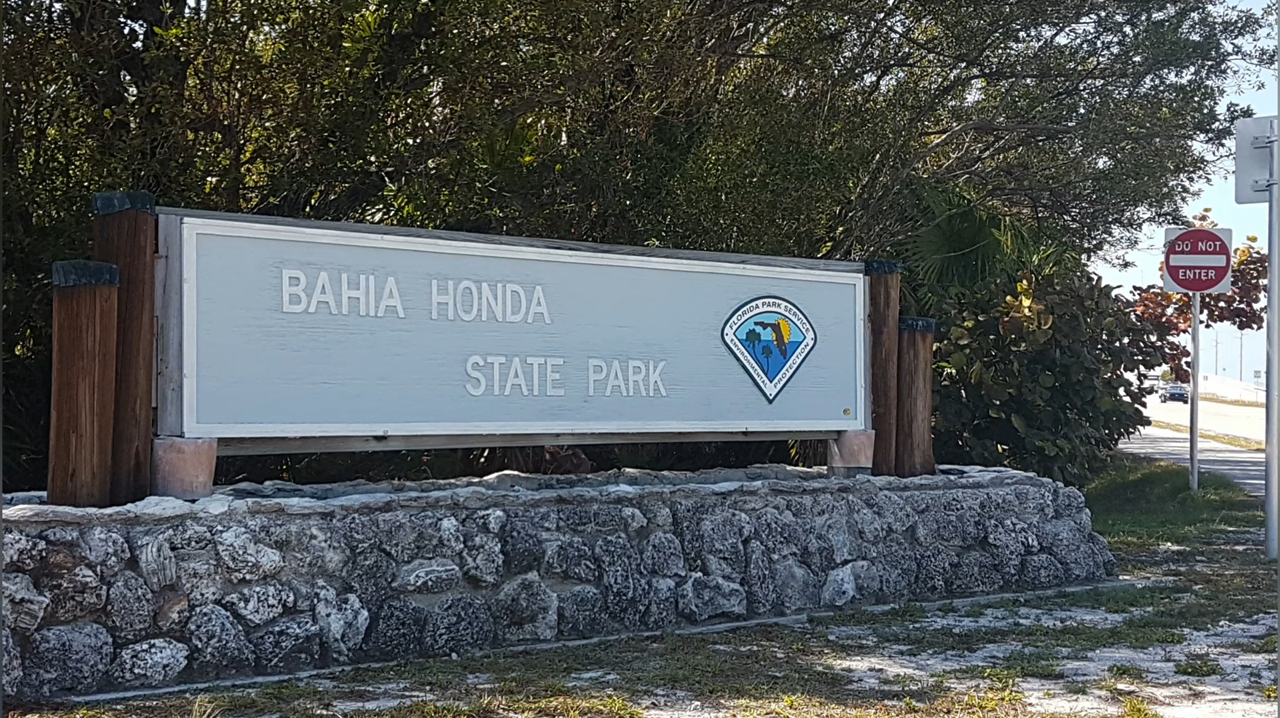 BAHIA HONDA
STATE PARK
FLORIDA PARK SERVICE
ENVIRONMENTAL PROTECTION
DO NOT
ENTER